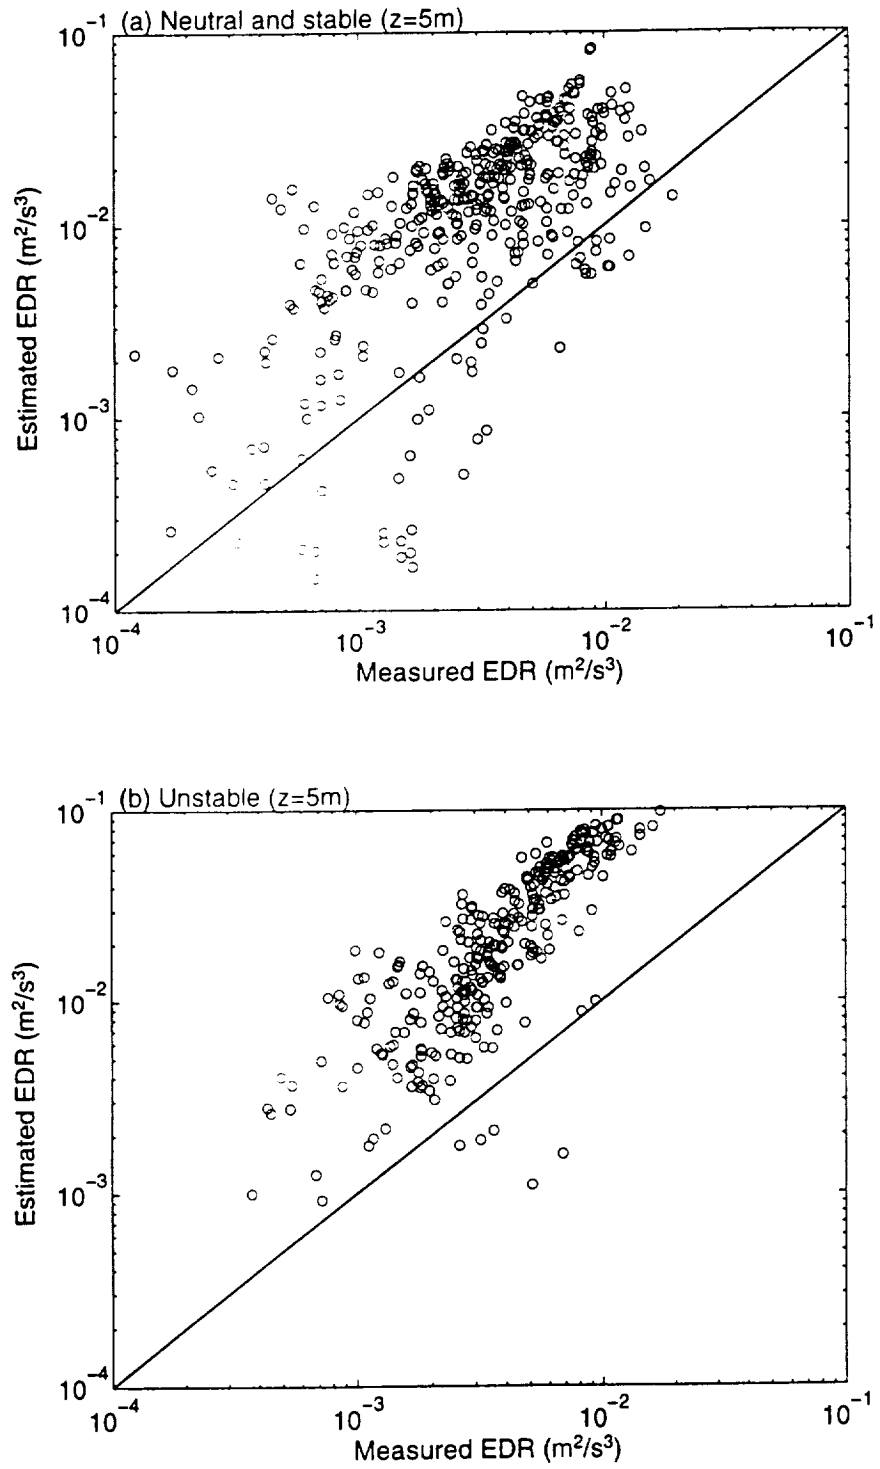 (a) Neutral and stable (z=5m)
10⁻¹
10⁻²
10⁻³
10⁻⁴
Estimated EDR (m²/s³)
10⁻⁴ 10⁻³ 10⁻² 10⁻¹
Measured EDR (m²/s³)
(b) Unstable (z=5m)
10⁻¹
10⁻²
10⁻³
10⁻⁴
Estimated EDR (m²/s³)
10⁻⁴ 10⁻³ 10⁻² 10⁻¹
Measured EDR (m²/s³)